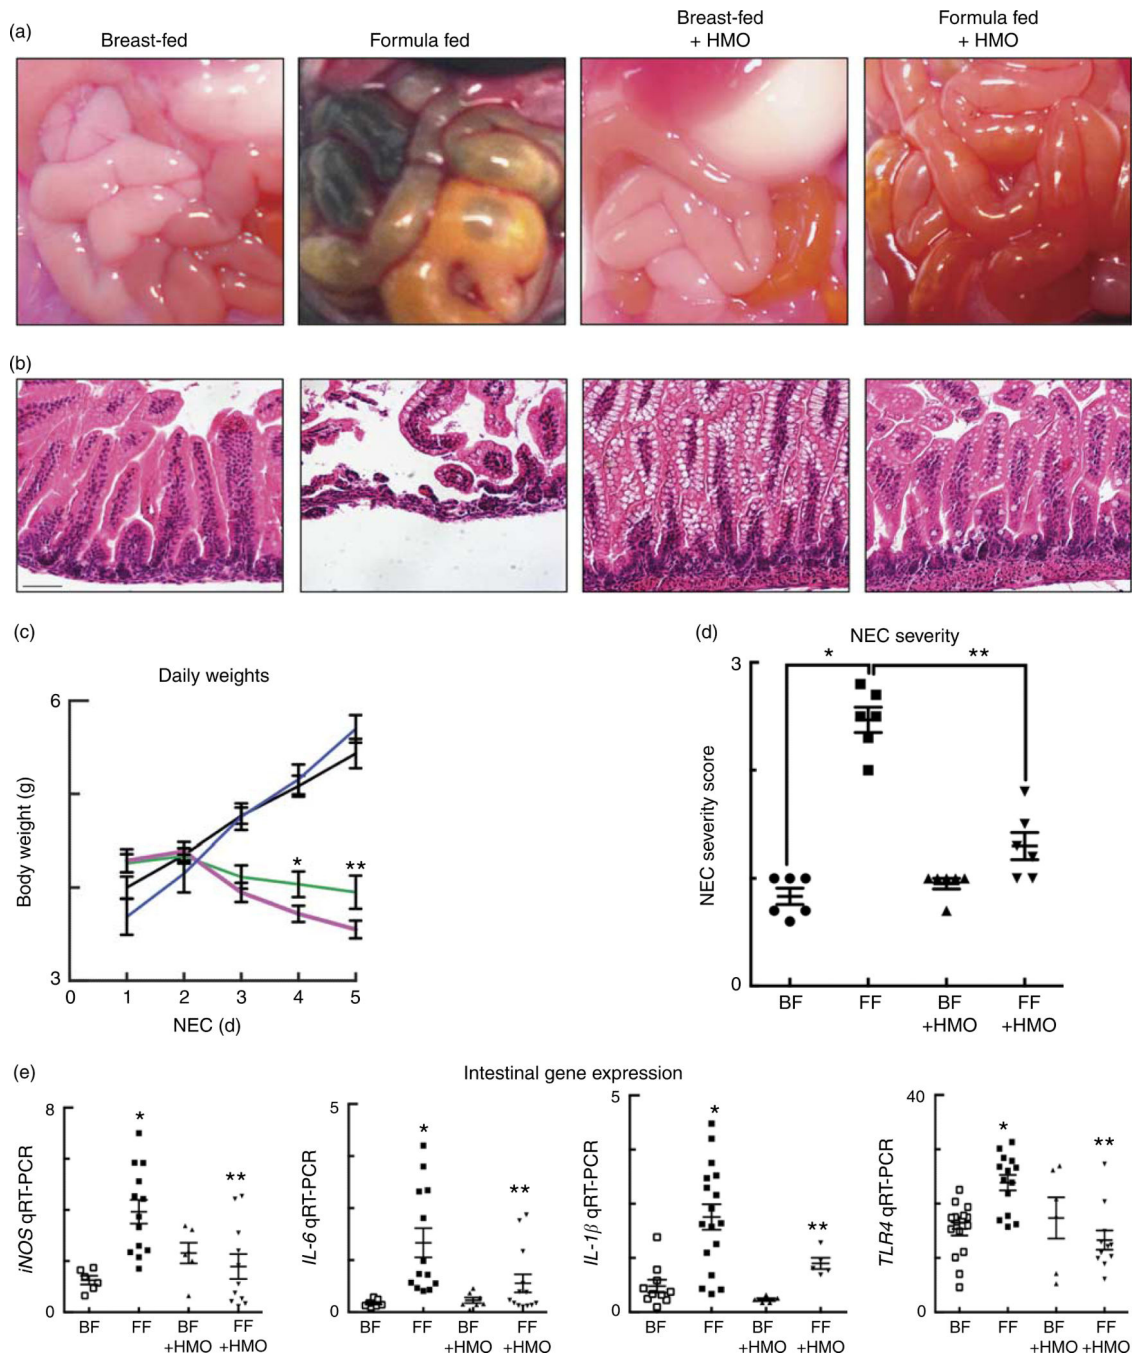 (a)
Breast-fed
Formula fed
Breast-fed
+ HMO
Formula fed
+ HMO
(b)
(c)
Daily weights
6
3
Body weight (g)
*
**
0
1
2
3
4
5
NEC (d)
(d)
NEC severity
*
**
3
0
NEC severity score
BF
FF
BF
+HMO
FF
+HMO
(e)
Intestinal gene expression
8
0
iNOS qRT-PCR
*
**
BF
FF
BF
+HMO
FF
+HMO
5
0
IL-6 qRT-PCR
*
**
BF
FF
BF
+HMO
FF
+HMO
5
0
IL-1β qRT-PCR
*
**
BF
FF
BF
+HMO
FF
+HMO
40
0
TLR4 qRT-PCR
*
**
BF
FF
BF
+HMO
FF
+HMO